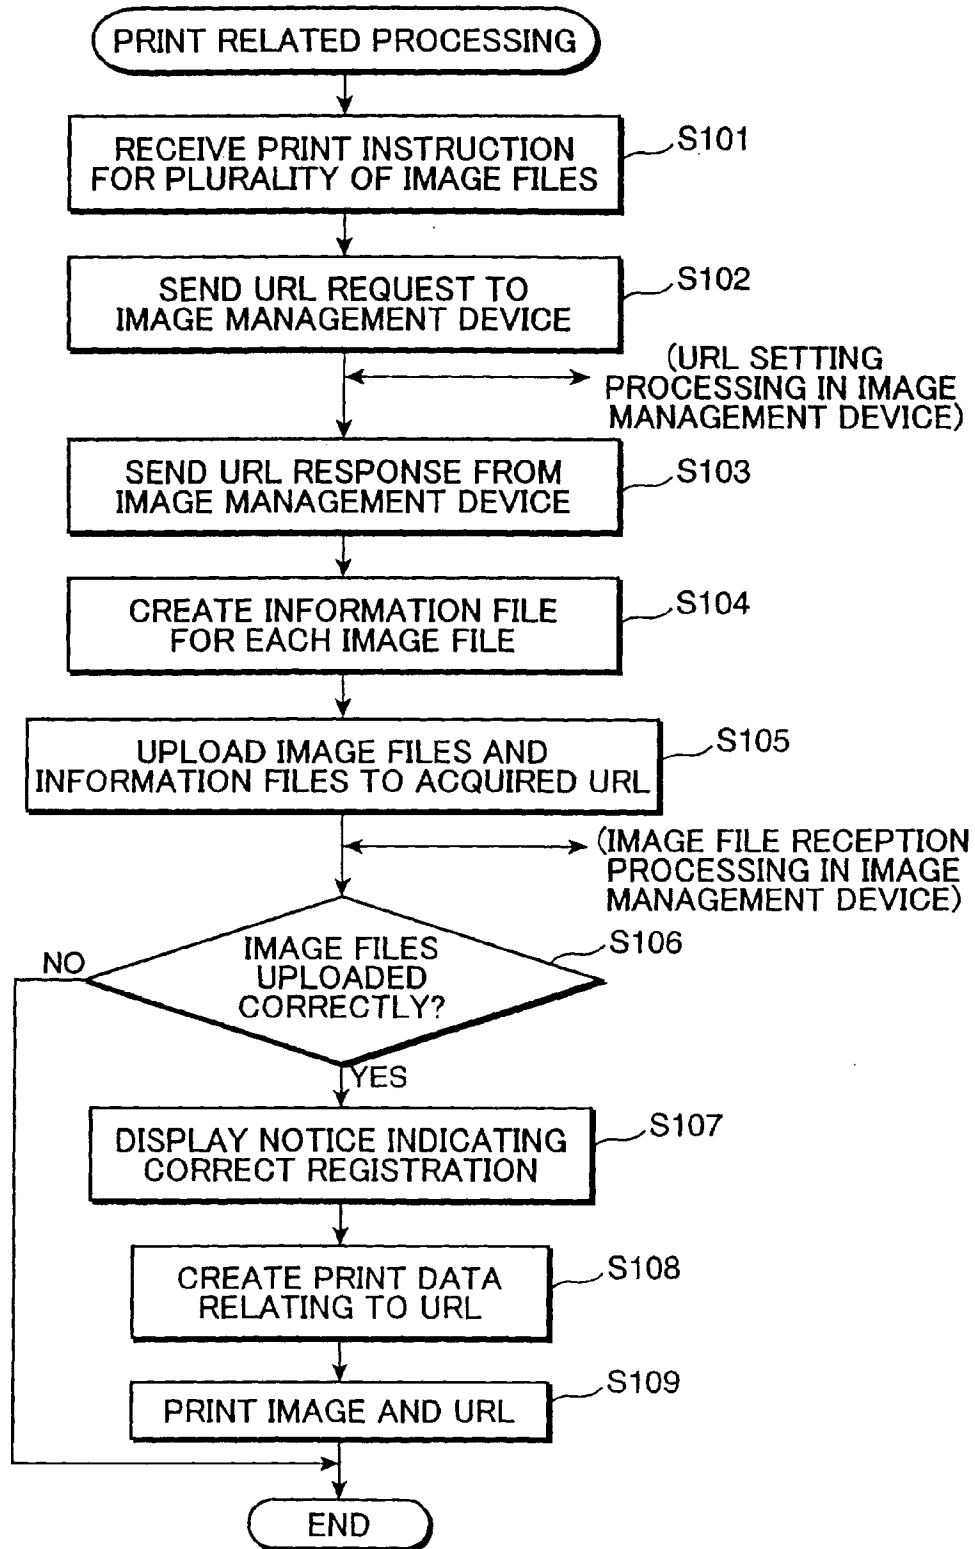 PRINT RELATED PROCESSING
RECEIVE PRINT INSTRUCTION
FOR PLURALITY OF IMAGE FILES
S101
SEND URL REQUEST TO
IMAGE MANAGEMENT DEVICE
S102
(URL SETTING
PROCESSING IN IMAGE
MANAGEMENT DEVICE)
SEND URL RESPONSE FROM
IMAGE MANAGEMENT DEVICE
S103
CREATE INFORMATION FILE
FOR EACH IMAGE FILE
S104
UPLOAD IMAGE FILES AND
INFORMATION FILES TO ACQUIRED URL
S105
(IMAGE FILE RECEPTION
PROCESSING IN IMAGE
MANAGEMENT DEVICE)
IMAGE FILES
UPLOADED
CORRECTLY?
S106
NO
YES
DISPLAY NOTICE INDICATING
CORRECT REGISTRATION
S107
CREATE PRINT DATA
RELATING TO URL
S108
PRINT IMAGE AND URL
S109
END